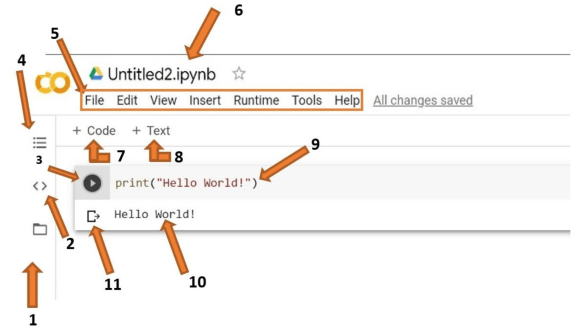 6
5
4
Untitled2.ipynb
File Edit View Insert Runtime Tools Help All changes saved
+ Code + Text
7
8
9
3
print("Hello World!")
Hello World!
2
11
10
1